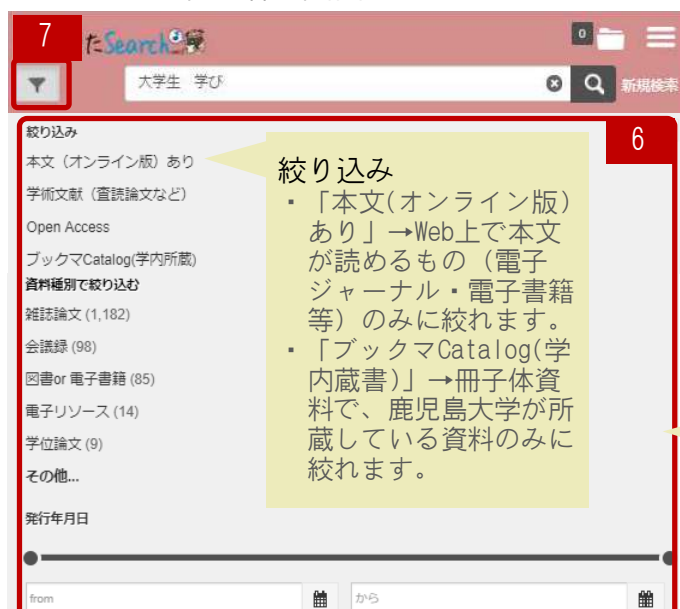 7
たSearch
0
大学生 学び
新規検索
6
絞り込み
本文（オンライン版）あり
学術文献（査読論文など）
Open Access
ブックマCatalog(学内所蔵)
資料種別で絞り込む
雑誌論文 (1,182)
会議録 (98)
図書or 電子書籍 (85)
電子リソース (14)
学位論文 (9)
その他...
発行年月日
from
から
絞り込み
・「本文(オンライン版)
あり」→Web上で本文
が読めるもの（電子
ジャーナル・電子書籍
等）のみに絞れます。
・「ブックマCatalog(学
内蔵書)」→冊子体資
料で、鹿児島大学が所
蔵している資料のみに
絞れます。